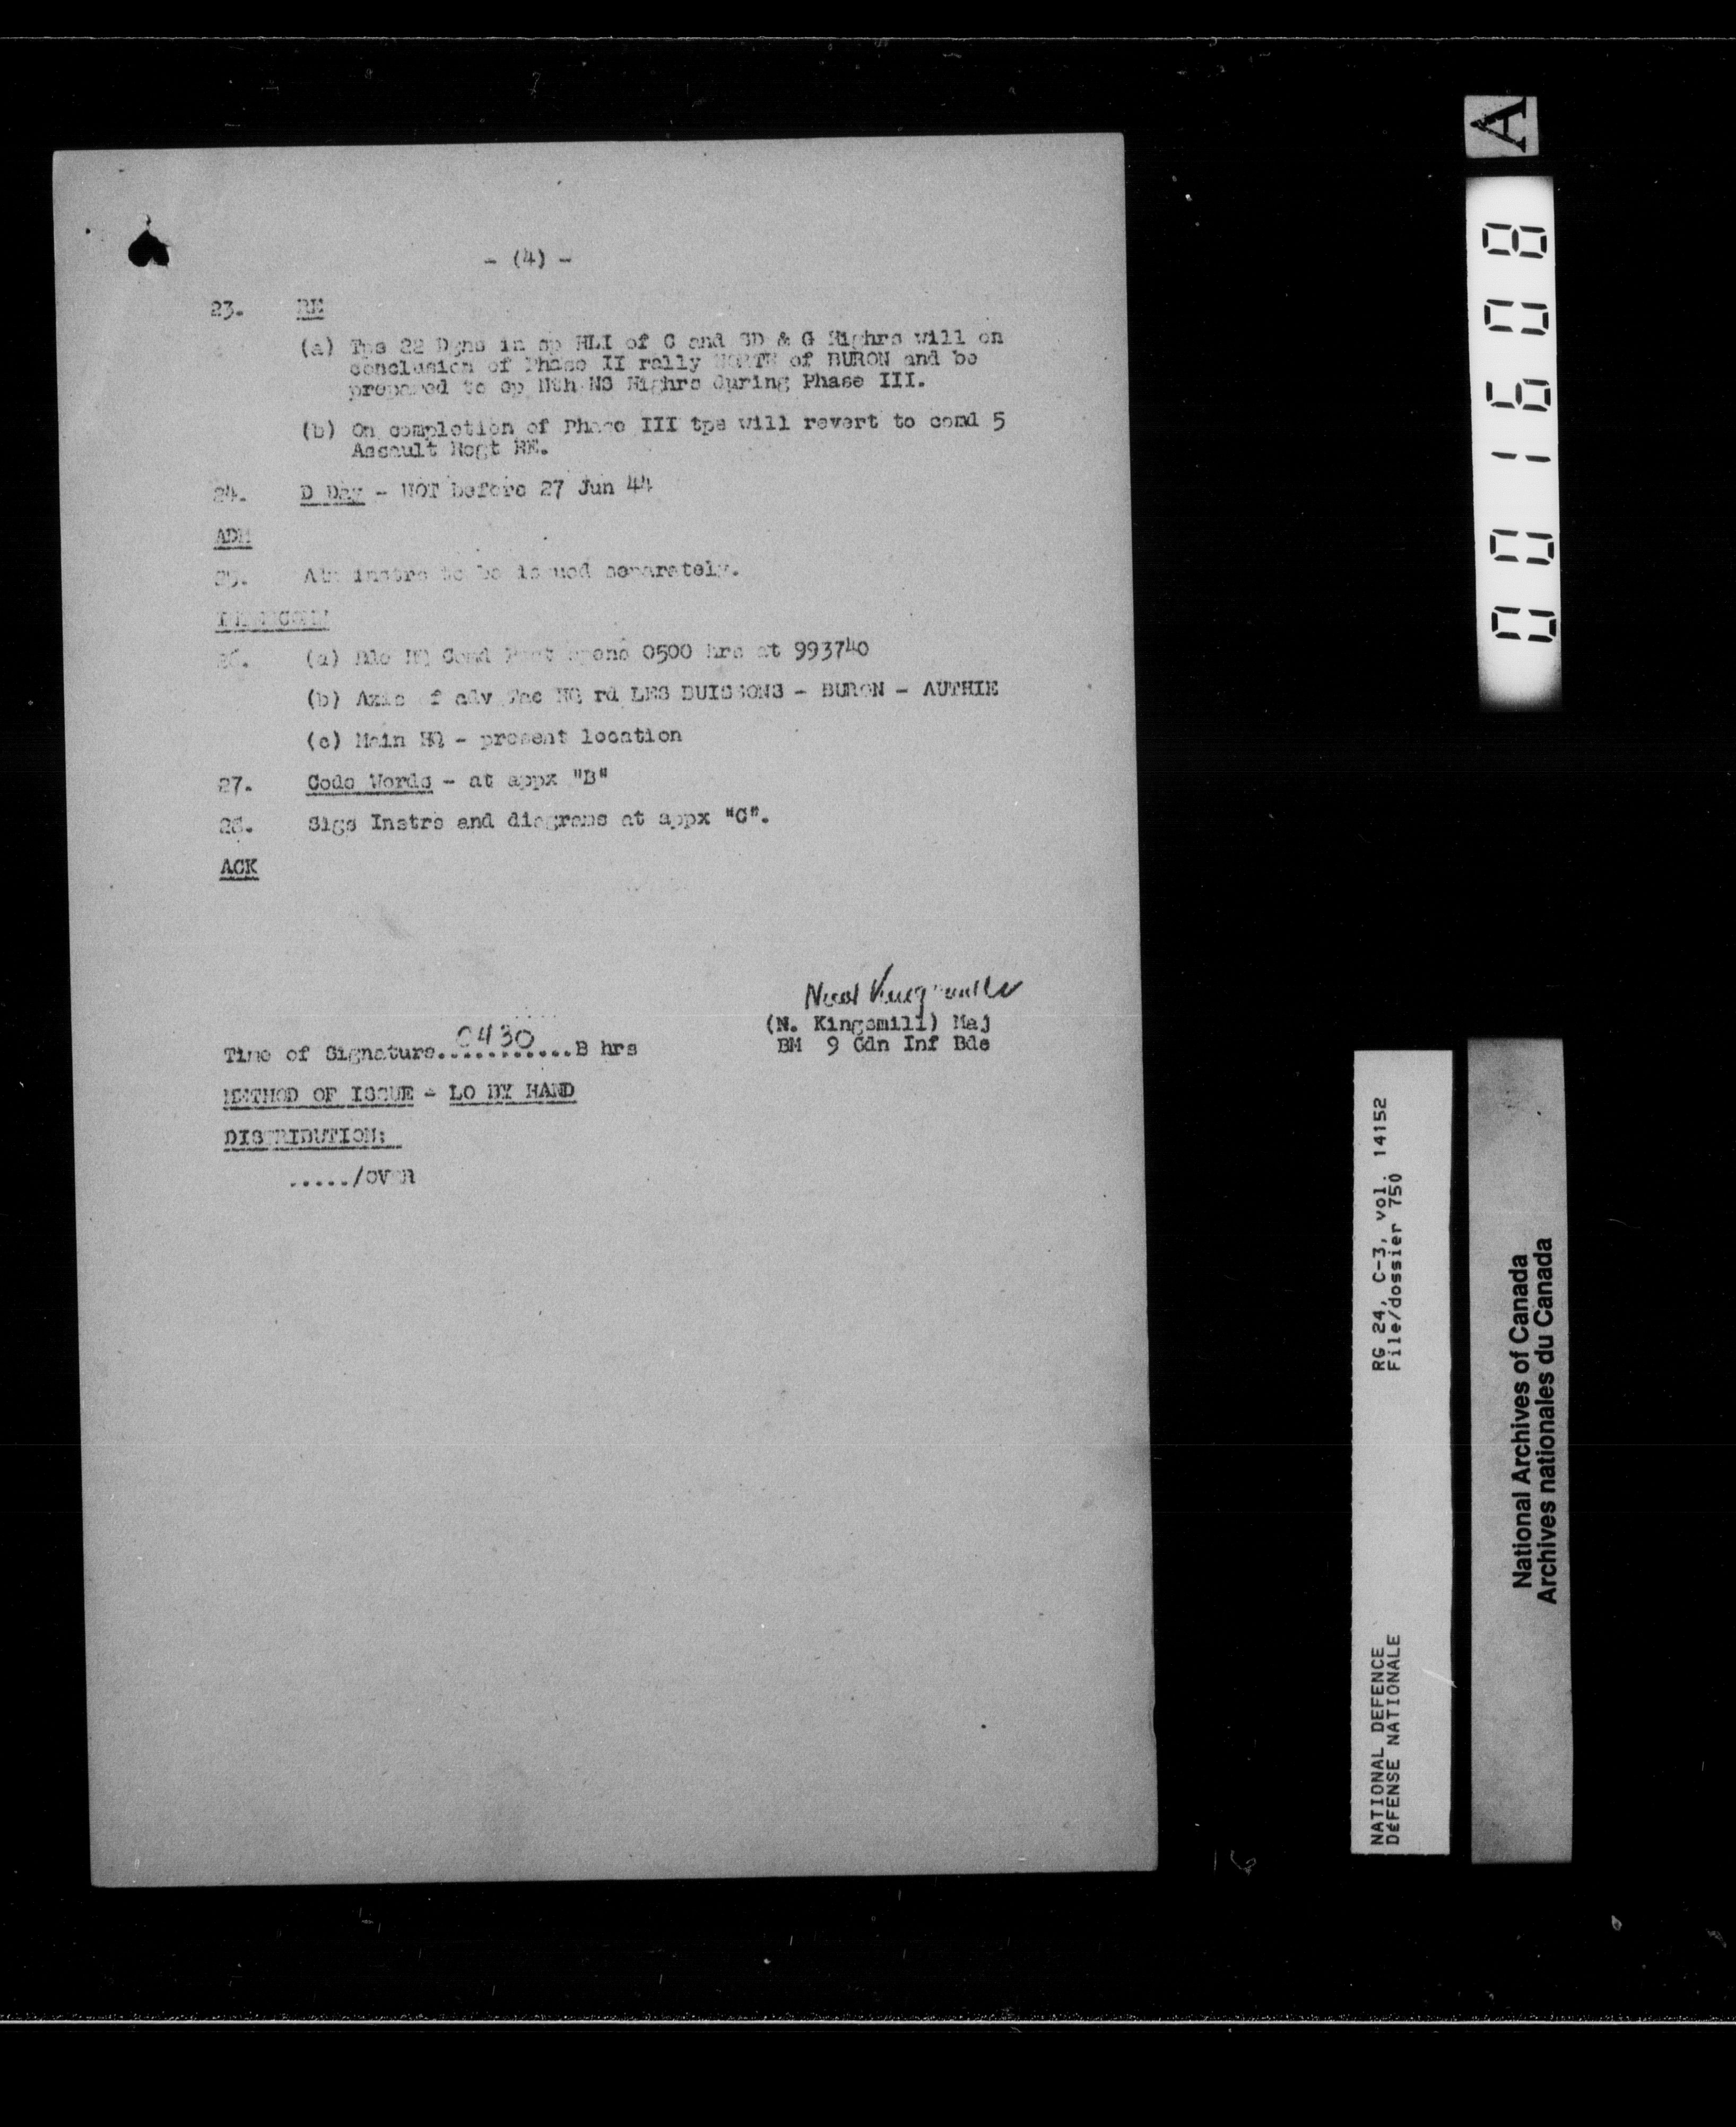 - (4) -
23. RE
(a) Tps 22 Dgns in sp HLI of C and SD & G Highrs will on
conclusion of Phase II rally NORTH of BURON and be
prepared to sp Nth NS Highrs during Phase III.
(b) On completion of Phase III tps will revert to comd 5
Assault Regt RE.
24. D Day - NOT before 27 Jun 44
ADM
25. Adm instrs to be issued separately.
INTERCOMN
26. (a) Bde HQ Comd Post opens 0500 hrs at 993740
(b) Axis of adv Tac HQ rd LES BUISSONS - BURON - AUTHIE
(c) Main HQ - present location
27. Code Words - at appx "B"
28. Sigs Instrs and diagrams at appx "C".
ACK
(N. Kingsmill) Maj
BM 9 Cdn Inf Bde
Time of Signature..0430..B hrs
METHOD OF ISSUE - LO BY HAND
DISTRIBUTION:
...../over
A
001608
RG 24, C-3, vol. 14152
File/dossier 750
NATIONAL DEFENCE
DéFENSE NATIONALE
National Archives of Canada
Archives nationales du Canada